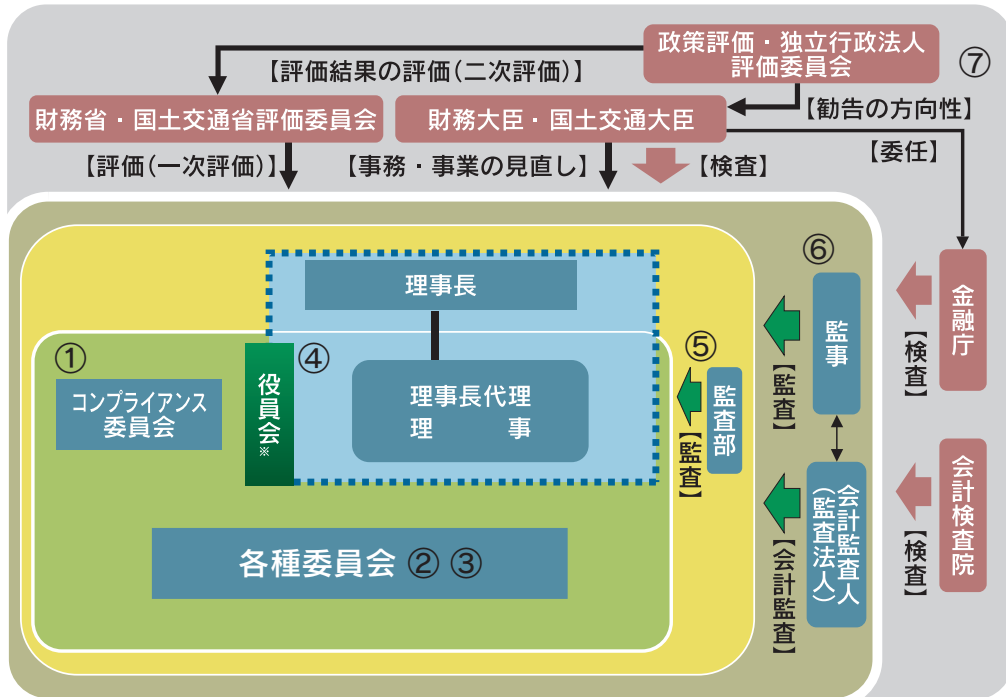 政策評価・独立行政法人
評価委員会
⑦
【評価結果の評価(二次評価)】
財務省・国土交通省評価委員会
財務大臣・国土交通大臣
【勧告の方向性】
【委任】
【評価(一次評価)】
【事務・事業の見直し】
【検査】
⑥
理事長
監事
金融庁
【監査】
【検査】
①
コンプライアンス
委員会
役員会※
④
理事長代理
理 事
⑤
監査部
【監査】
会計監査人
(監査法人)
【会計監査】
会計検査院
【検査】
各種委員会 ② ③